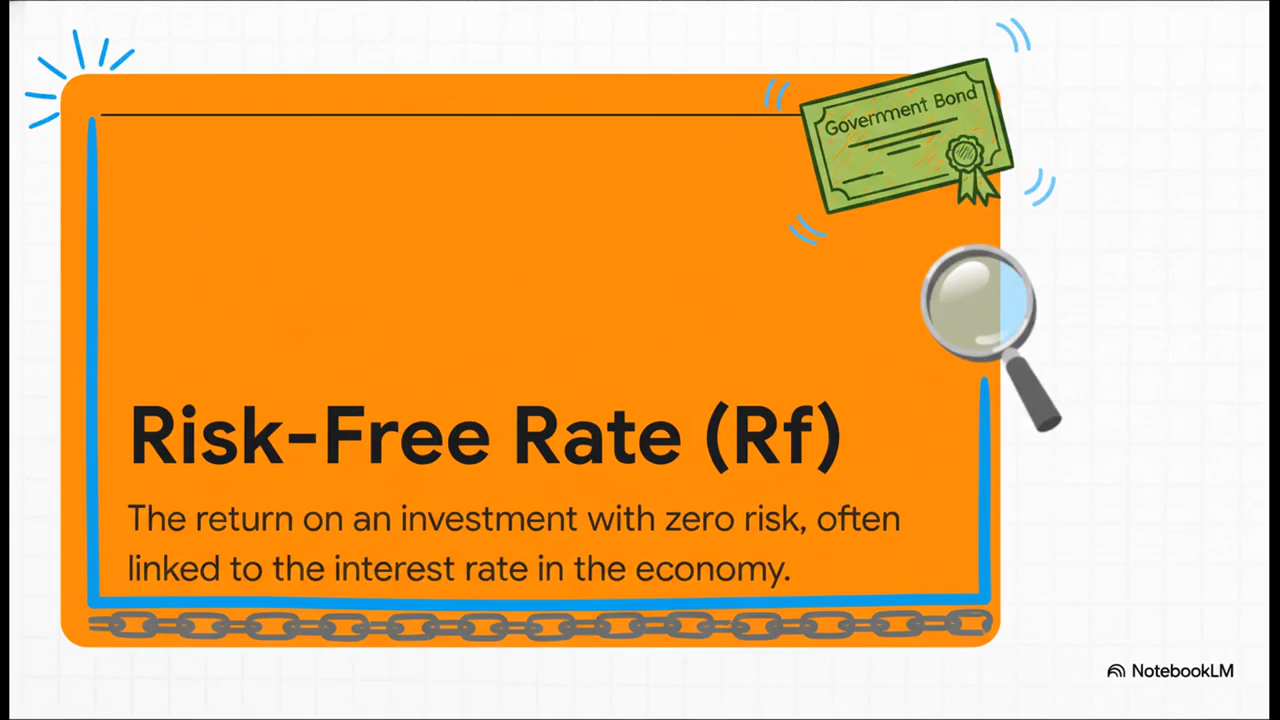 Government Bond
Risk-Free Rate (Rf)
The return on an investment with zero risk, often
linked to the interest rate in the economy.
NotebookLM